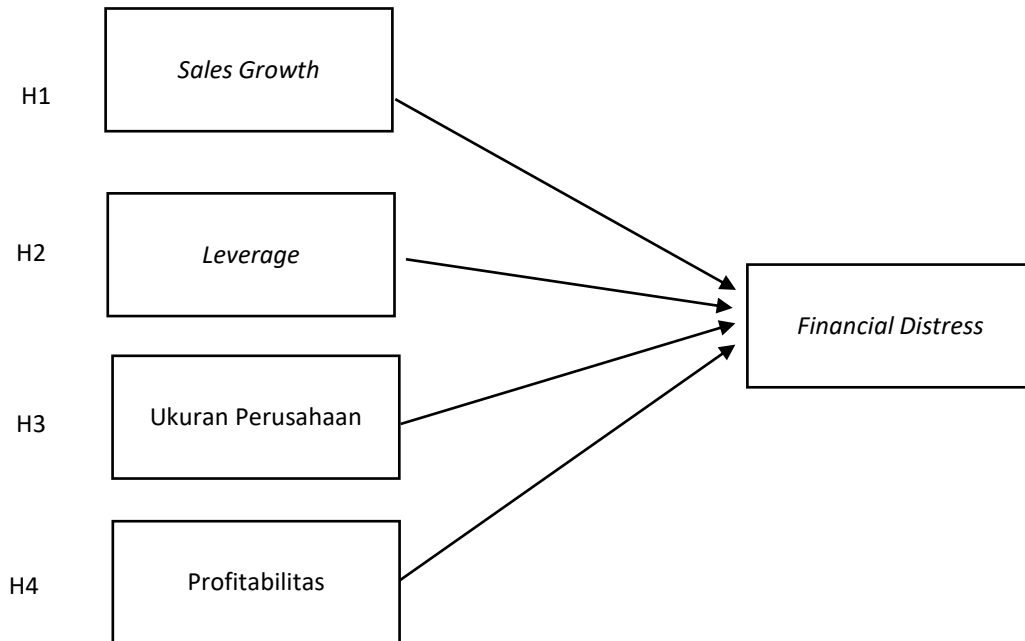 Sales Growth
H1
Leverage
H2
Financial Distress
Ukuran Perusahaan
H3
Profitabilitas
H4